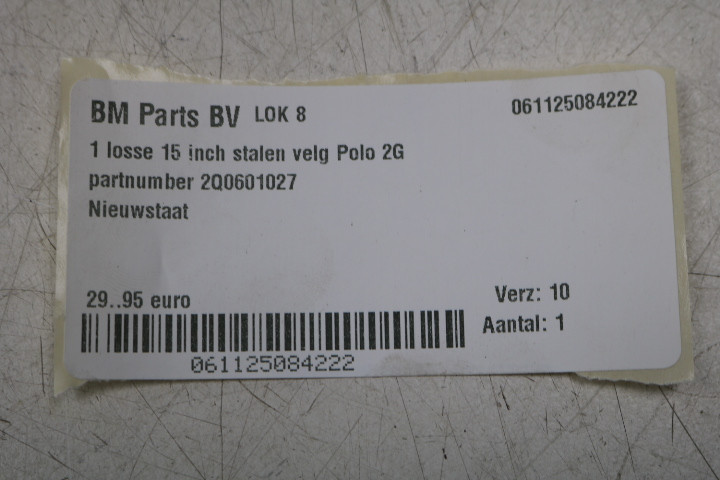 BM Parts BV LOK 8 061125084222
1 losse 15 inch stalen velg Polo 2G
partnumber 2Q0601027
Nieuwstaat
29..95 euro Verz: 10
Aantal: 1
061125084222